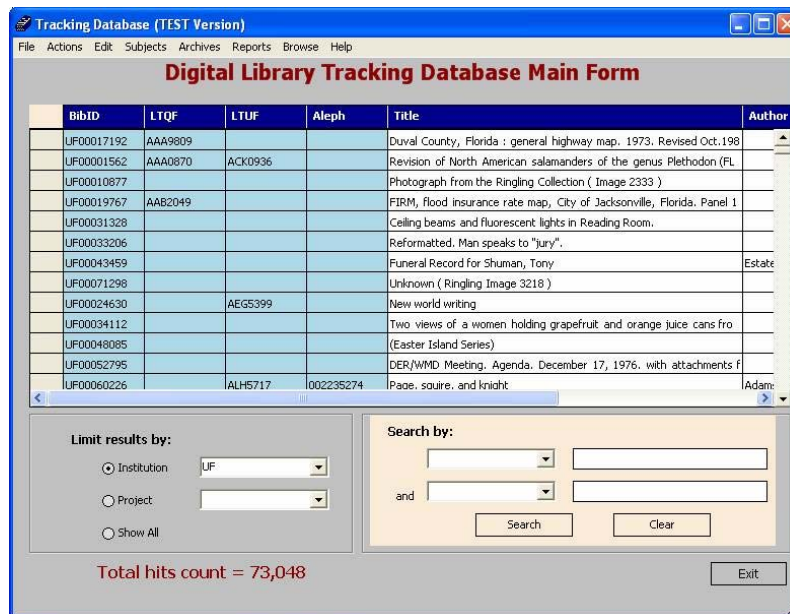 Tracking Database (TEST Version)
File Actions Edit Subjects Archives Reports Browse Help
Digital Library Tracking Database Main Form
BibID LTQF LTUF Aleph Title Author
UF00017192 AAA9809 Duval County, Florida : general highway map. 1973. Revised Oct.198
UF00001562 AAA0870 ACK0936 Revision of North American salamanders of the genus Plethodon (FL
UF00010877 Photograph from the Ringling Collection ( Image 2333 )
UF00019767 AAB2049 FIRM, flood insurance rate map, City of Jacksonville, Florida. Panel 1
UF00031328 Ceiling beams and fluorescent lights in Reading Room.
UF00033206 Reformatted. Man speaks to "jury".
UF00043459 Funeral Record for Shuman, Tony Estate
UF00071298 Unknown ( Ringling Image 3218 )
UF00024630 AEG5399 New world writing
UF00034112 Two views of a women holding grapefruit and orange juice cans fro
UF00048085 (Easter Island Series)
UF00052795 DER/WMD Meeting. Agenda. December 17, 1976. with attachments f
UF00060226 ALH5717 002235274 Page, squire, and knight Adams
Limit results by:
Institution UF
Project
Show All
Search by:
and
Search Clear
Total hits count = 73,048
Exit